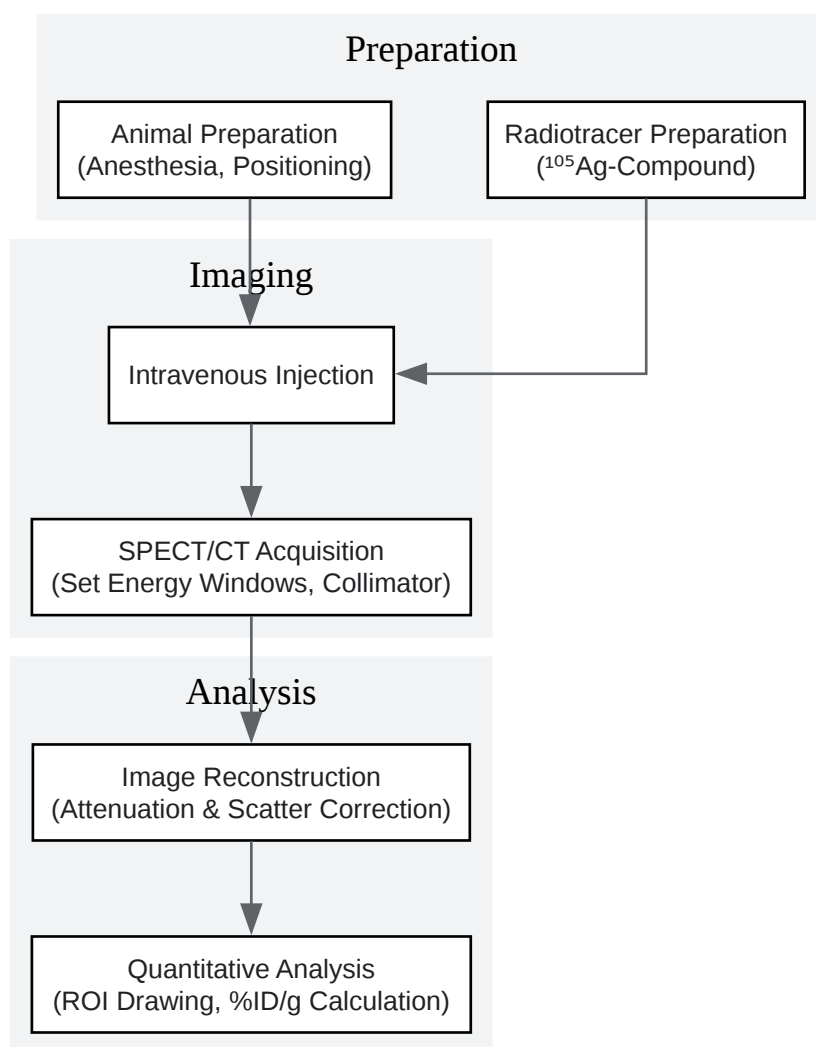 Preparation
Animal Preparation
(Anesthesia, Positioning)
Radiotracer Preparation
(¹⁰⁵Ag-Compound)
Imaging
Intravenous Injection
SPECT/CT Acquisition
(Set Energy Windows, Collimator)
Analysis
Image Reconstruction
(Attenuation & Scatter Correction)
Quantitative Analysis
(ROI Drawing, %ID/g Calculation)